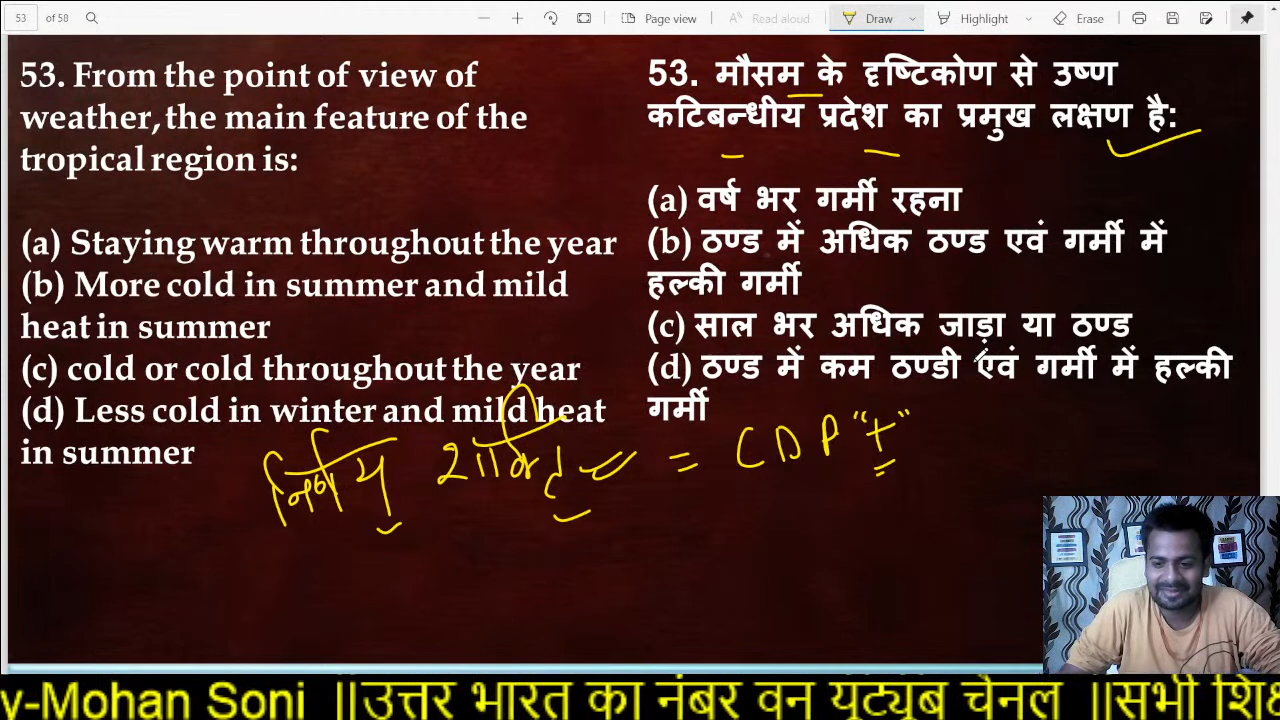 53 of 58 Page view Read aloud Draw Highlight Erase
53. From the point of view of
weather, the main feature of the
tropical region is:
(a) Staying warm throughout the year
(b) More cold in summer and mild
heat in summer
(c) cold or cold throughout the year
(d) Less cold in winter and mild heat
in summer
53. मौसम के दृष्टिकोण से उष्ण
कटिबन्धीय प्रदेश का प्रमुख लक्षण है:
(a) वर्ष भर गर्मी रहना
(b) ठण्ड में अधिक ठण्ड एवं गर्मी में
हल्की गर्मी
(c) साल भर अधिक जाड़ा या ठण्ड
(d) ठण्ड में कम ठण्डी एंवं गर्मी में हल्की
गर्मी
= CDP "+"
v-Mohan Soni ||उत्तर भारत का नंबर वन यूट्यूब चैनल ||सभी शिक्ष